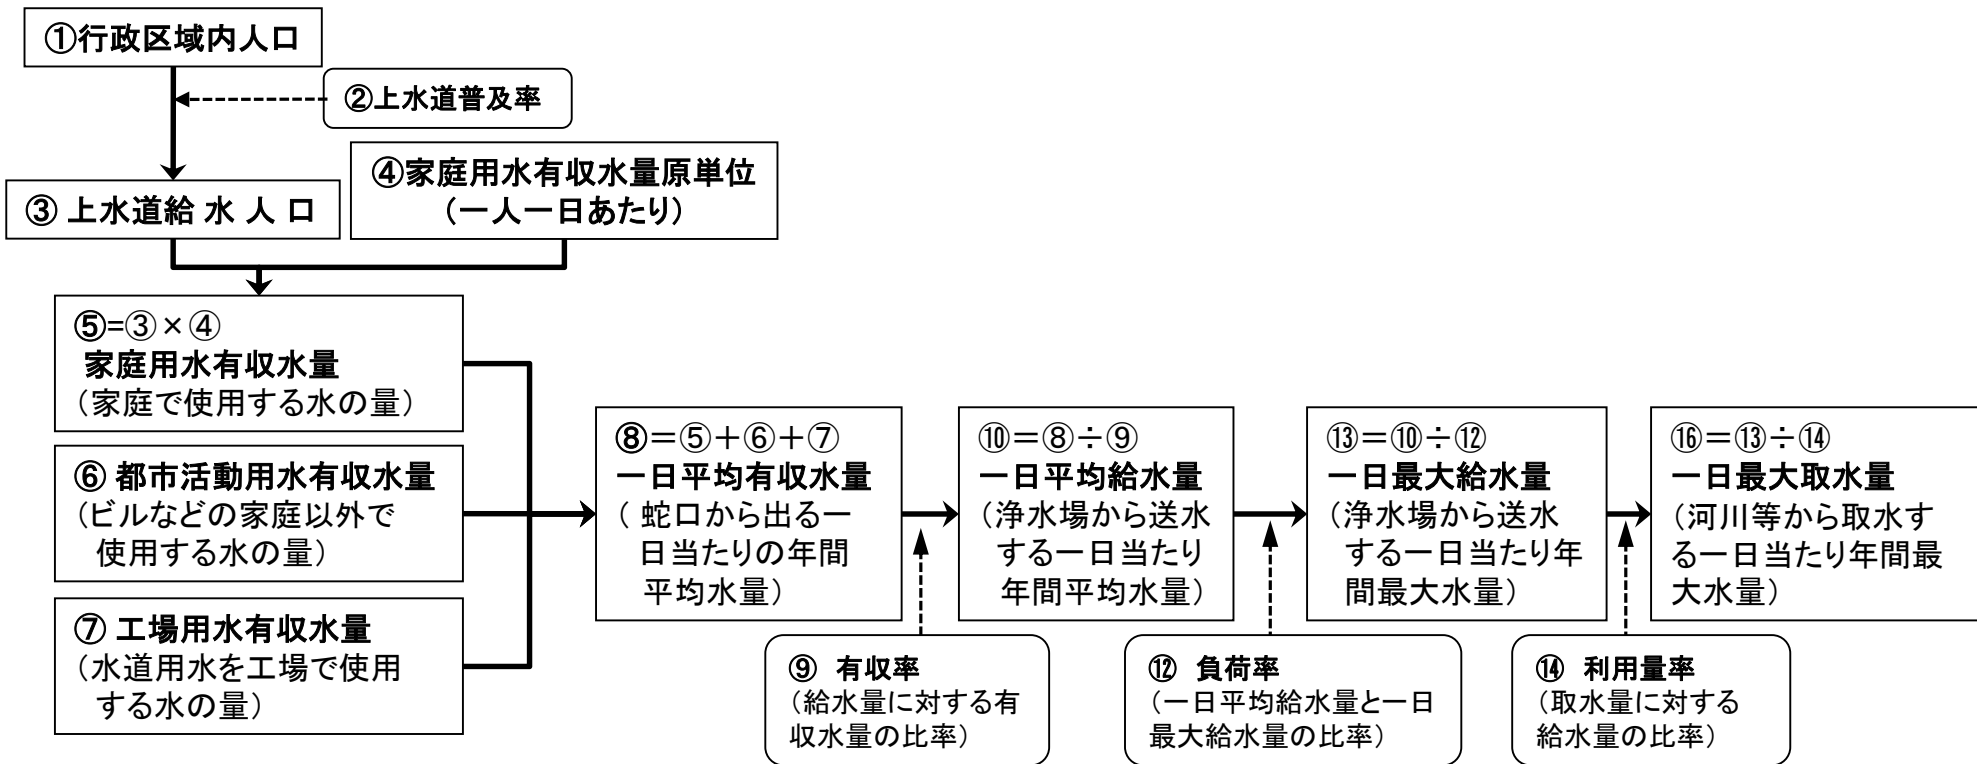 ①行政区域内人口
②上水道普及率
③ 上水道給 水 人 口
④家庭用水有収水量原単位
(一人一日あたり)
⑤=③×④
家庭用水有収水量
(家庭で使用する水の量)
⑥ 都市活動用水有収水量
(ビルなどの家庭以外で
使用する水の量)
⑦ 工場用水有収水量
(水道用水を工場で使用
する水の量)
⑧=⑤+⑥+⑦
一日平均有収水量
( 蛇口から出る一
日当たりの年間
平均水量)
⑨ 有収率
(給水量に対する有
収水量の比率)
⑩=⑧÷⑨
一日平均給水量
(浄水場から送水
する一日当たり
年間平均水量)
⑫ 負荷率
(一日平均給水量と一日
最大給水量の比率)
⑬=⑩÷⑫
一日最大給水量
(浄水場から送水
する一日当たり年
間最大水量)
⑭ 利用量率
(取水量に対する
給水量の比率)
⑯=⑬÷⑭
一日最大取水量
(河川等から取水す
る一日当たり年間最
大水量)